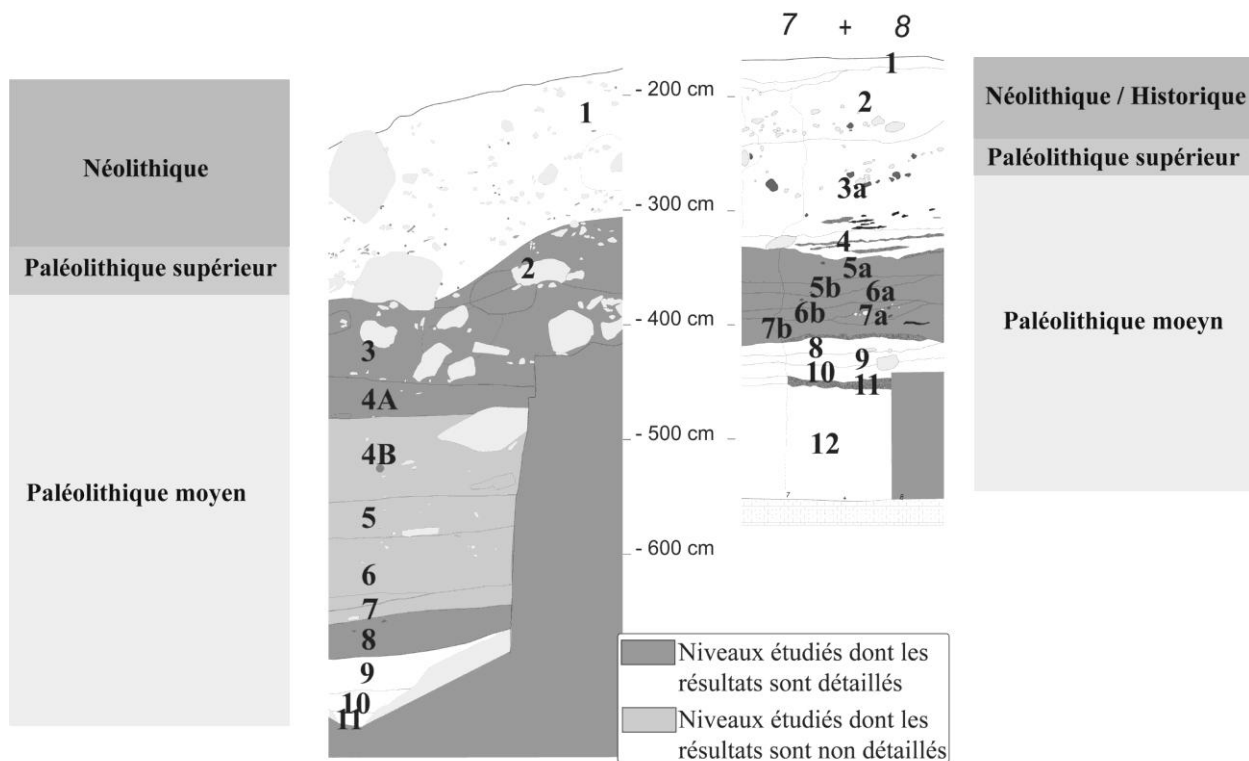 Néolithique
Paléolithique supérieur
Paléolithique moyen
1
2
3
4A
4B
5
6
7
8
9
10
11
- 200 cm
- 300 cm
- 400 cm
- 500 cm
- 600 cm
7 + 8
1
2
3a
4
5a
5b
6a
6b
7a
7b
8
9
10
11
12
7 + 8
Néolithique / Historique
Paléolithique supérieur
Paléolithique moeyn
Niveaux étudiés dont les
résultats sont détaillés
Niveaux étudiés dont les
résultats sont non détaillés